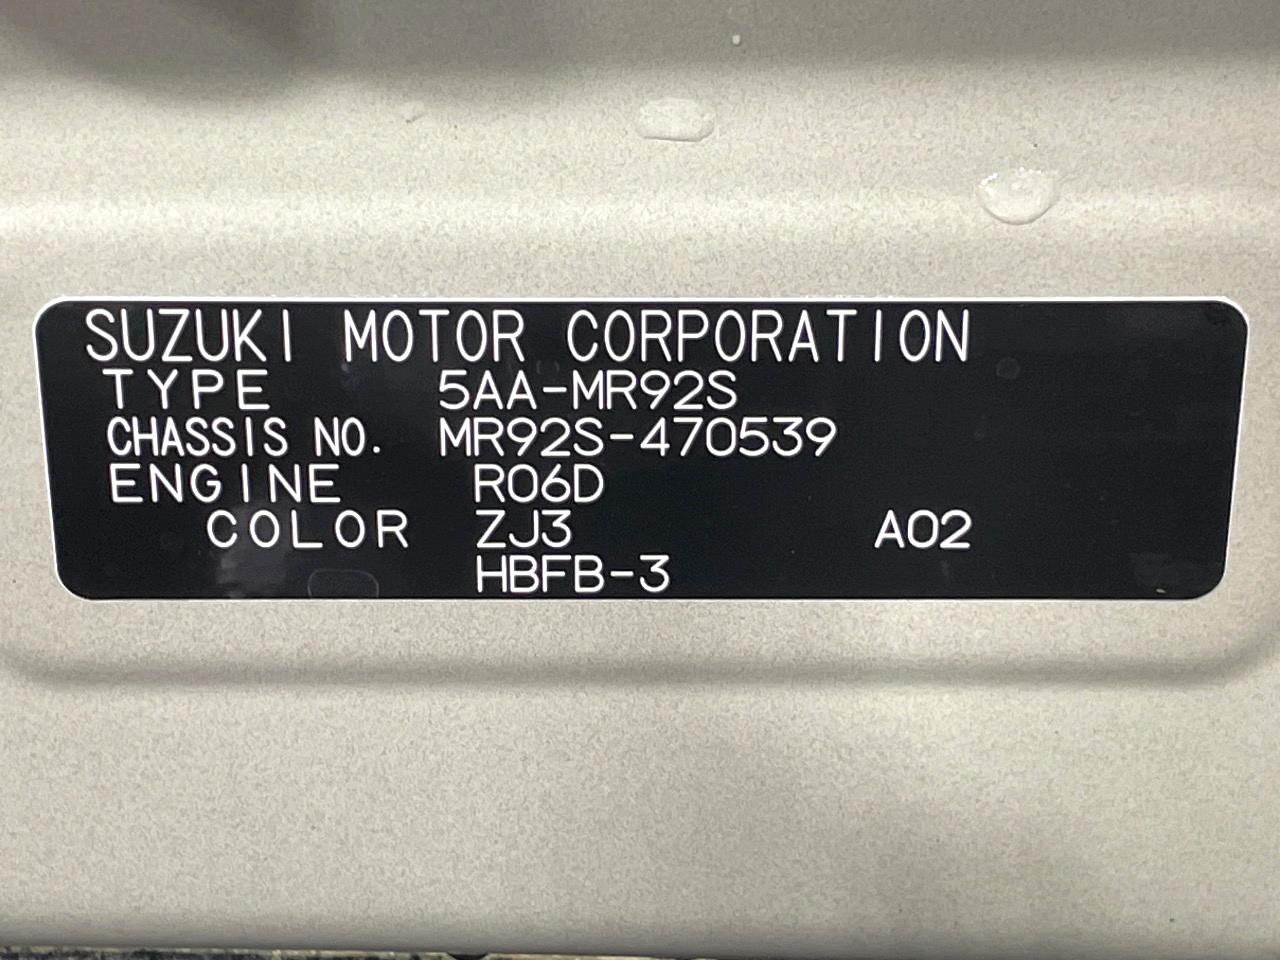 SUZUKI MOTOR CORPORATION
TYPE 5AA-MR92S
CHASSIS NO. MR92S-470539
ENGINE R06D
COLOR ZJ3 A02
HBFB-3